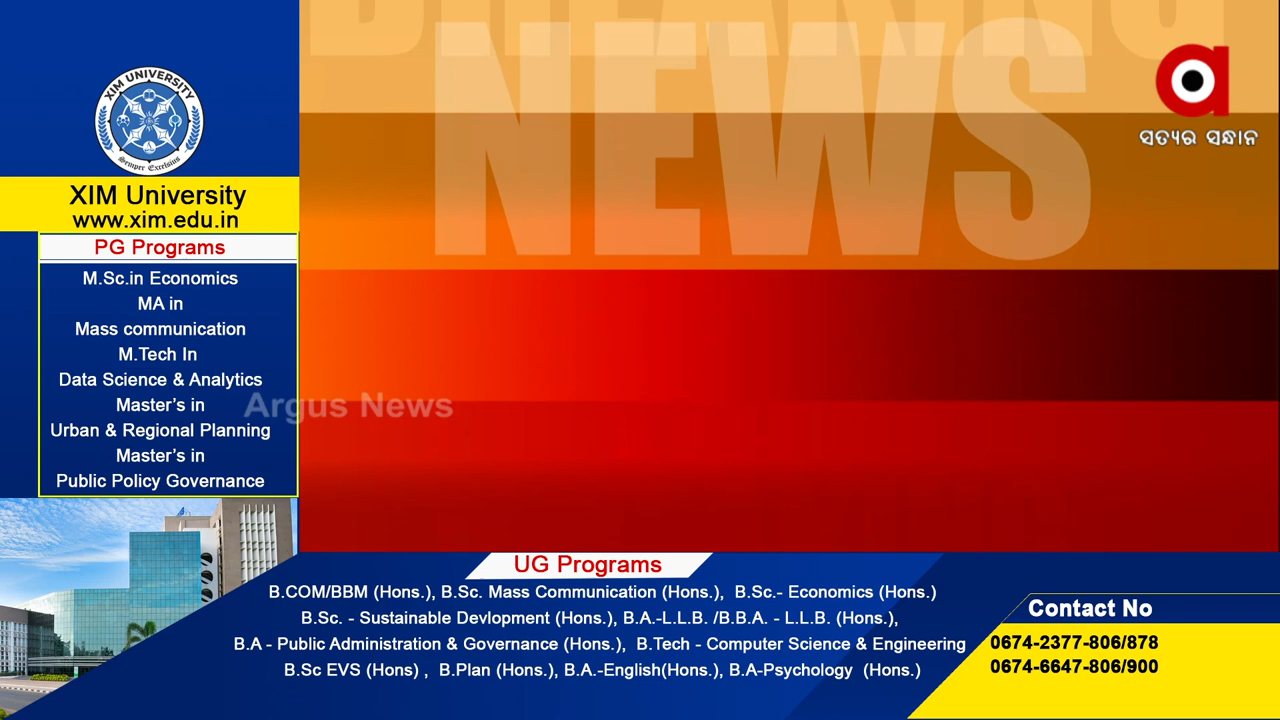 BREAKING
NEWS
ସତ୍ୟର ସନ୍ଧାନ
XIM UNIVERSITY
Semper Excelsius
XIM University
www.xim.edu.in
PG Programs
M.Sc.in Economics
MA in
Mass communication
M.Tech In
Data Science & Analytics
Master's in
Urban & Regional Planning
Master's in
Public Policy Governance
Argus News
UG Programs
B.COM/BBM (Hons.), B.Sc. Mass Communication (Hons.), B.Sc.- Economics (Hons.)
B.Sc. - Sustainable Devlopment (Hons.), B.A.-L.L.B. /B.B.A. - L.L.B. (Hons.),
B.A - Public Administration & Governance (Hons.), B.Tech - Computer Science & Engineering
B.Sc EVS (Hons) , B.Plan (Hons.), B.A.-English(Hons.), B.A-Psychology (Hons.)
Contact No
0674-2377-806/878
0674-6647-806/900